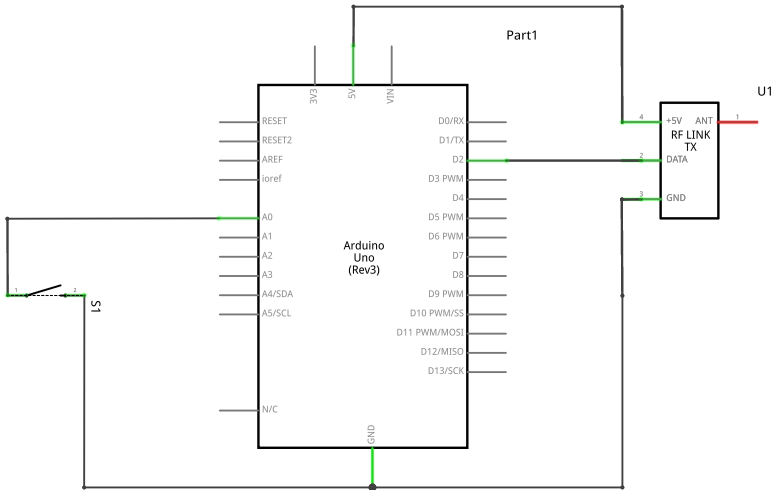 Part1
U1
3V3
5V
VIN
RESET
RESET2
AREF
ioref
A0
A1
A2
A3
A4/SDA
A5/SCL
N/C
D0/RX
D1/TX
D2
D3 PWM
D4
D5 PWM
D6 PWM
D7
D8
D9 PWM
D10 PWM/SS
D11 PWM/MOSI
D12/MISO
D13/SCK
GND
Arduino
Uno
(Rev3)
4
+5V
ANT
1
RF LINK
TX
2
DATA
3
GND
1
2
S1